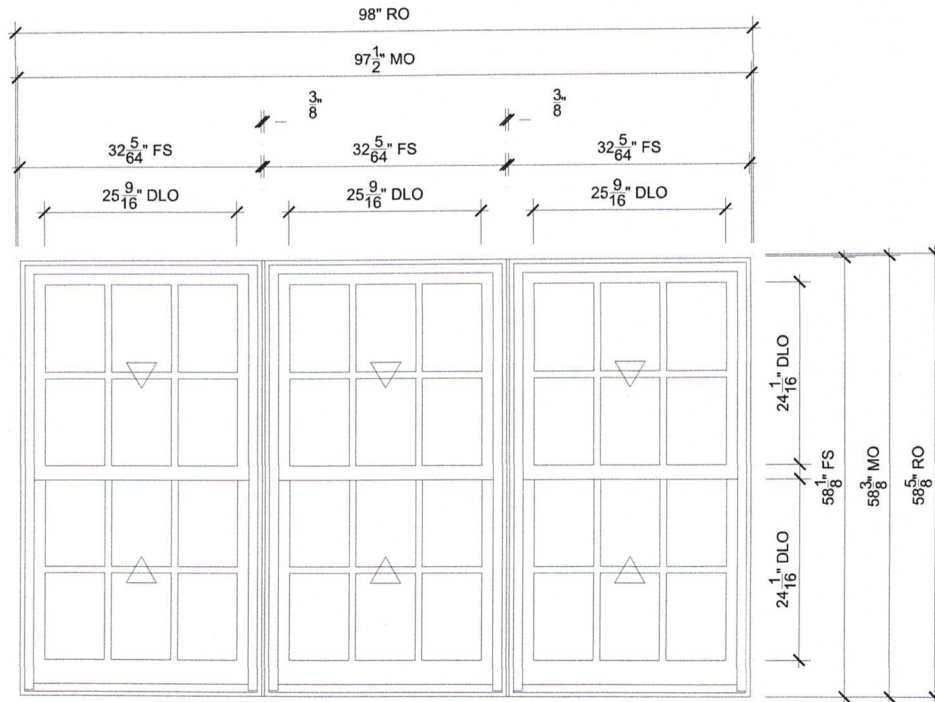 98" RO
97 1/2" MO
3/8" 3/8"
32 5/64" FS 32 5/64" FS 32 5/64" FS
25 9/16" DLO 25 9/16" DLO 25 9/16" DLO
24 1/16" DLO
24 1/16" DLO
58 1/8" FS
58 3/8" MO
58 5/8" RO